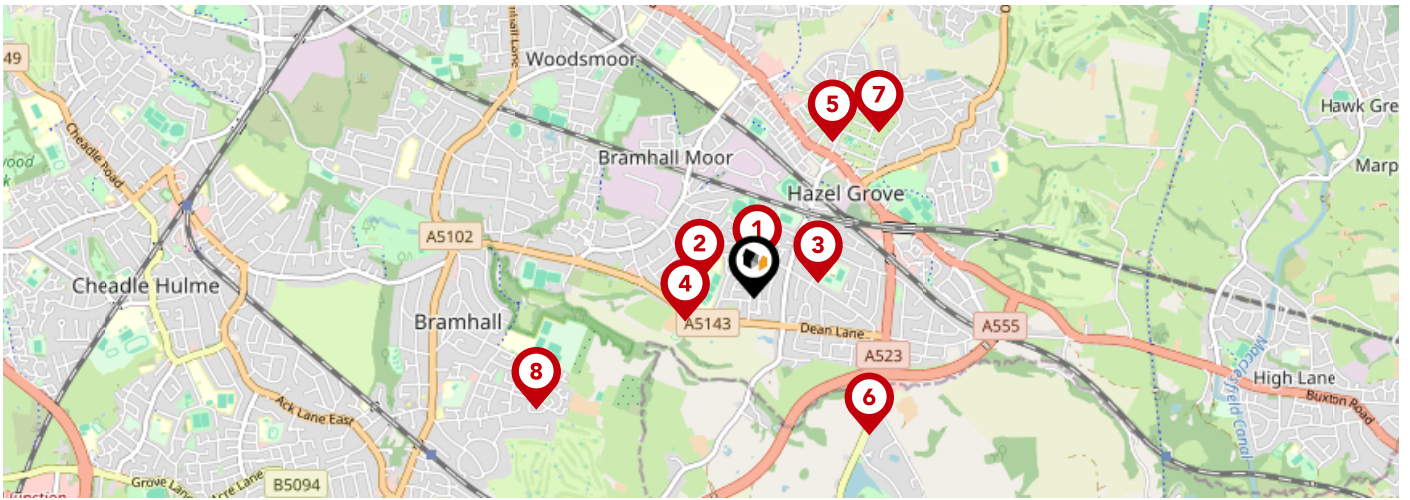 49
Woodsmoor
Hawk Gre
5
7
Cheadle Road
wood
Bramhall Moor
Marp
Hazel Grove
A5102
2
1
3
4
Cheadle Hulme
Bramhall
A5143
Dean Lane
A555
A523
Macclesfield Canal
High Lane
8
6
Buxton Road
Ack Lane East
Grove Lane
Acre Lane
B5094
Junction